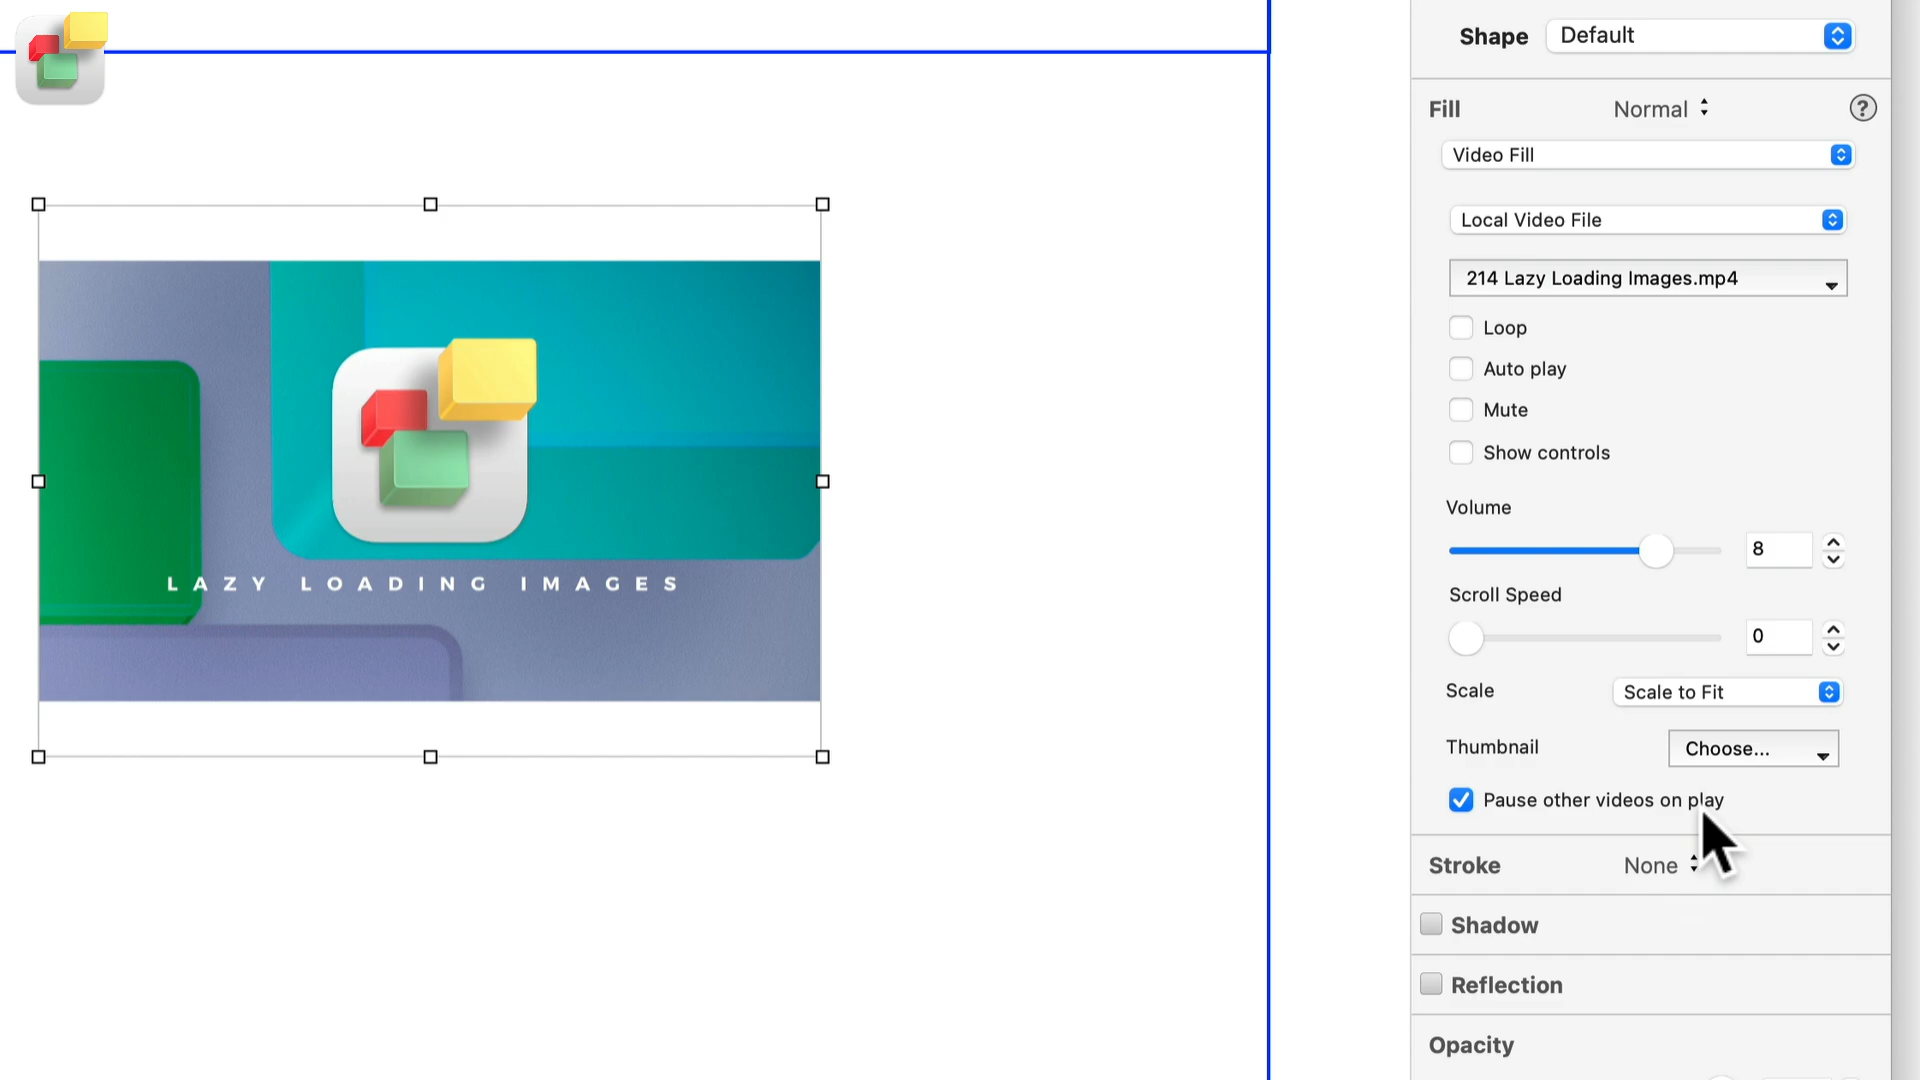 Shape Default
Fill Normal ?
Video Fill
Local Video File
214 Lazy Loading Images.mp4
Loop
Auto play
Mute
Show controls
Volume
8
Scroll Speed
0
Scale Scale to Fit
Thumbnail Choose...
Pause other videos on play
Stroke None
Shadow
Reflection
Opacity
LAZY LOADING IMAGES